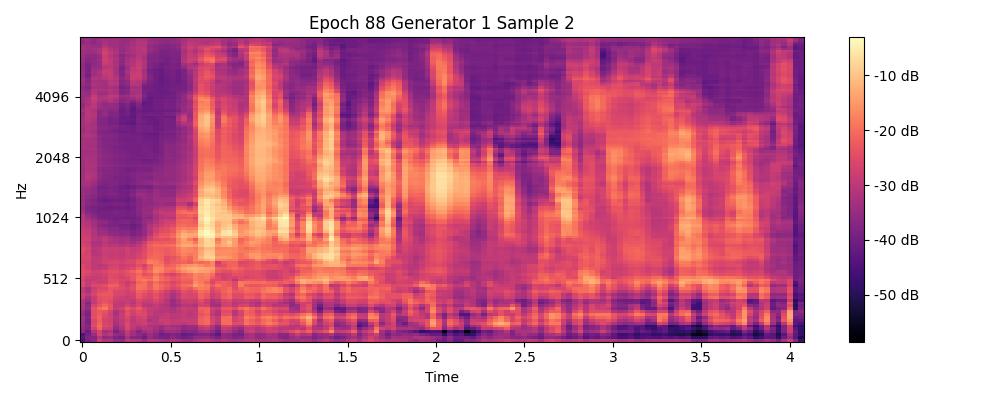 Epoch 88 Generator 1 Sample 2
Hz
4096
2048
1024
512
0
0 0.5 1 1.5 2 2.5 3 3.5 4
Time
-10 dB
-20 dB
-30 dB
-40 dB
-50 dB